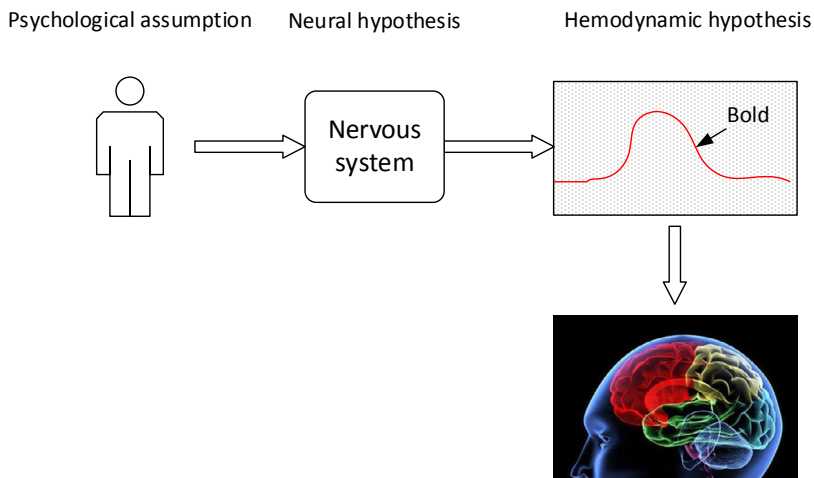 Psychological assumption
Neural hypothesis
Hemodynamic hypothesis
Nervous
system
Bold